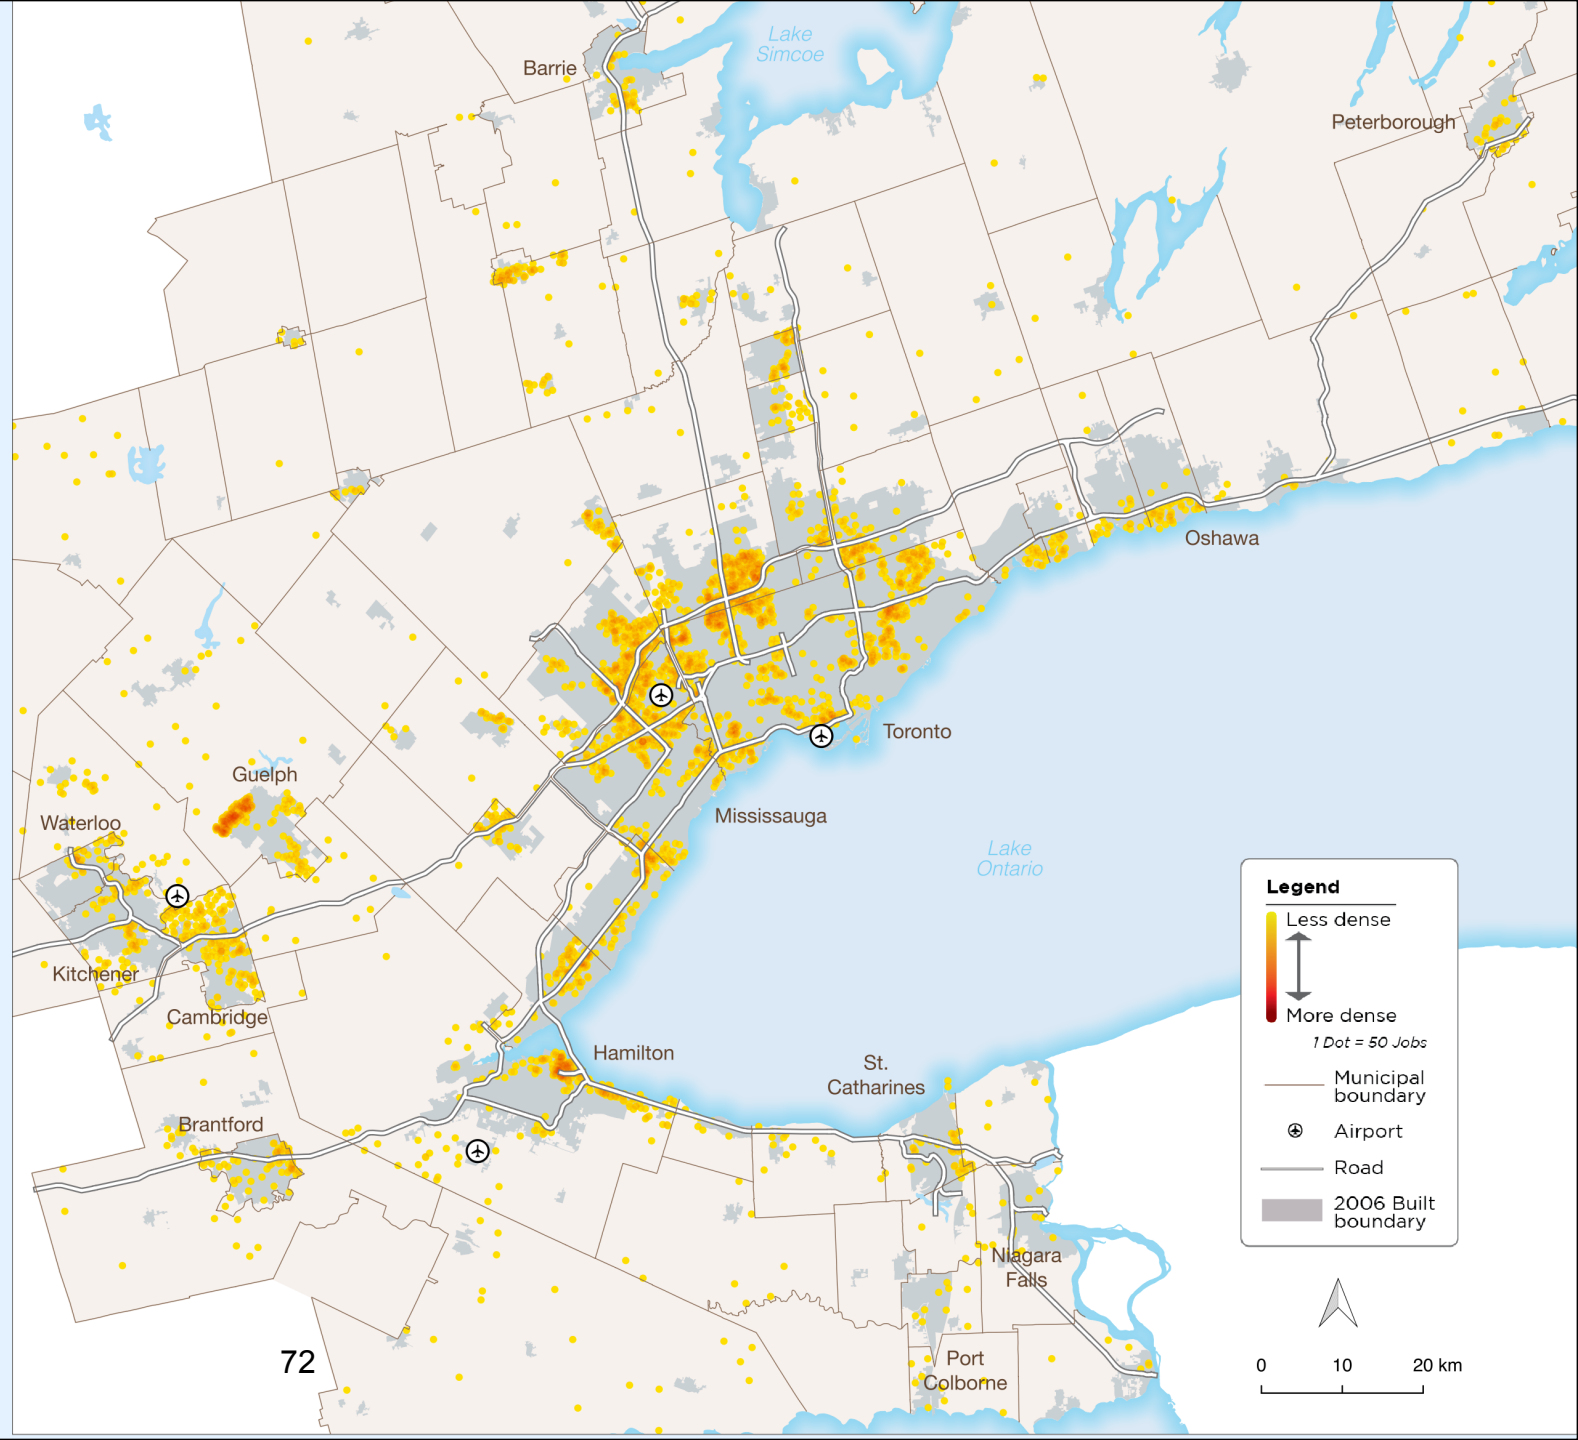 Lake
Simcoe
Barrie
Peterborough
Oshawa
Toronto
Guelph
Mississauga
Waterloo
Lake
Ontario
Kitchener
Cambridge
Hamilton
St.
Catharines
Brantford
Niagara
Falls
Port
Colborne
72
Legend
Less dense
More dense
1 Dot = 50 Jobs
Municipal
boundary
Airport
Road
2006 Built
boundary
0 10 20 km